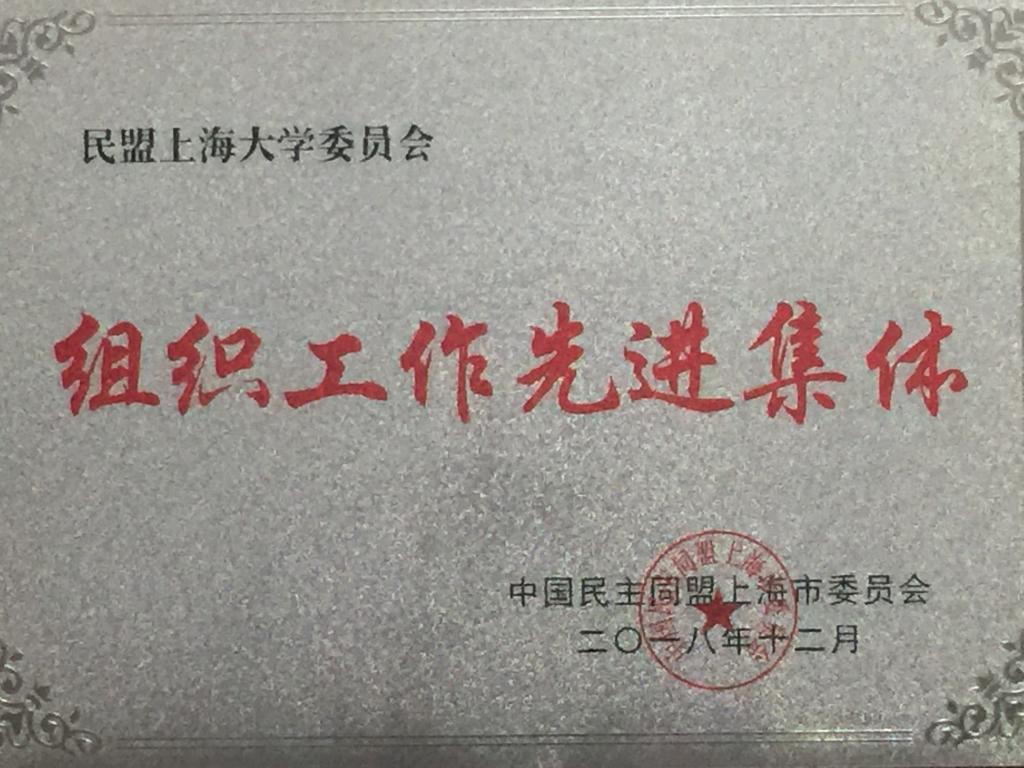 民盟上海大学委员会
组织工作先进集体
中国民主同盟上海市委员会
二〇一八年十二月